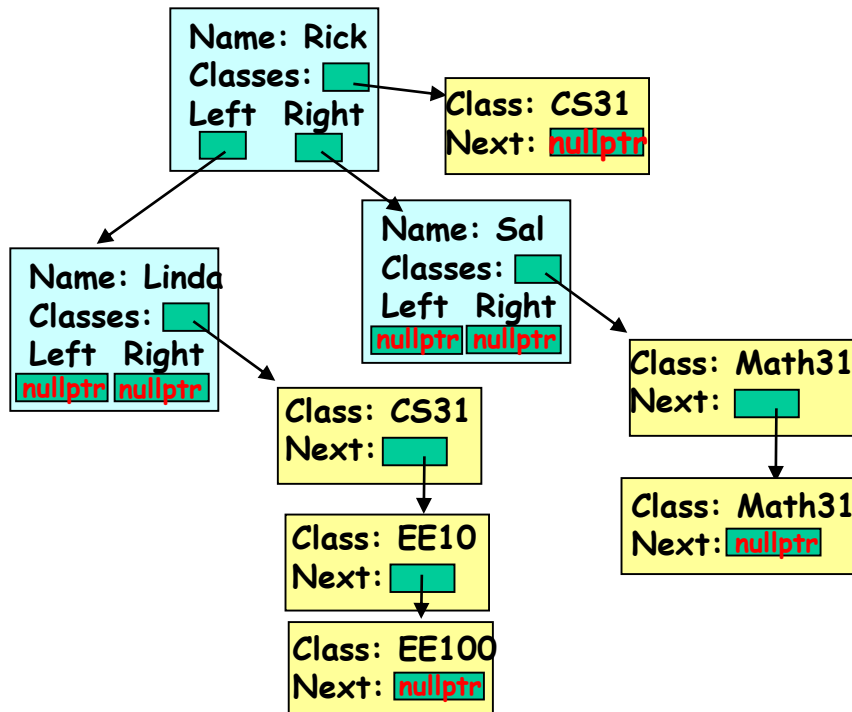 Name: Rick
Classes:
Left Right
Class: CS31
Next: nullptr
Name: Sal
Classes:
Left Right
nullptr nullptr
Name: Linda
Classes:
Left Right
nullptr nullptr
Class: Math31
Next:
Class: Math31
Next: nullptr
Class: CS31
Next:
Class: EE10
Next:
Class: EE100
Next: nullptr